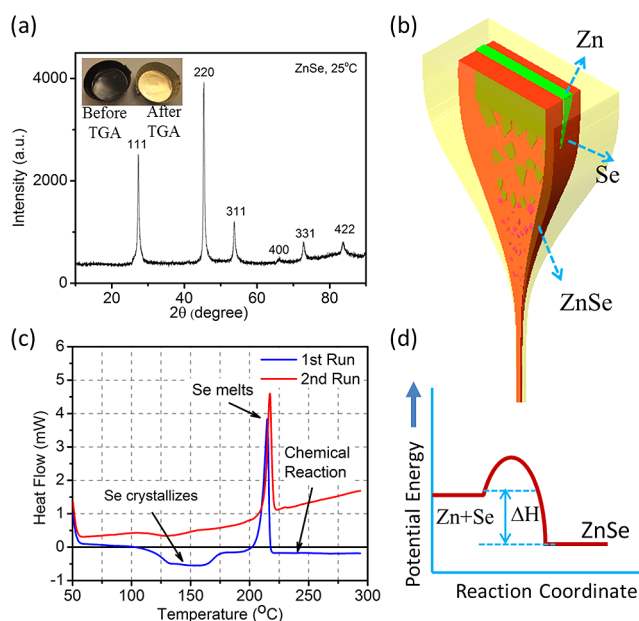 (a)
ZnSe, 25°C
Before
TGA
After
TGA
111
220
311
400
331
422
4000
2000
0
Intensity (a.u.)
20
40
60
80
2θ (degree)
(b)
Zn
Se
ZnSe
(c)
1st Run
2nd Run
Se melts
Chemical
Reaction
Se crystallizes
6
5
4
3
2
1
0
-1
Heat Flow (mW)
50
100
150
200
250
300
Temperature (°C)
(d)
Potential Energy
Zn+Se
ΔH
ZnSe
Reaction Coordinate